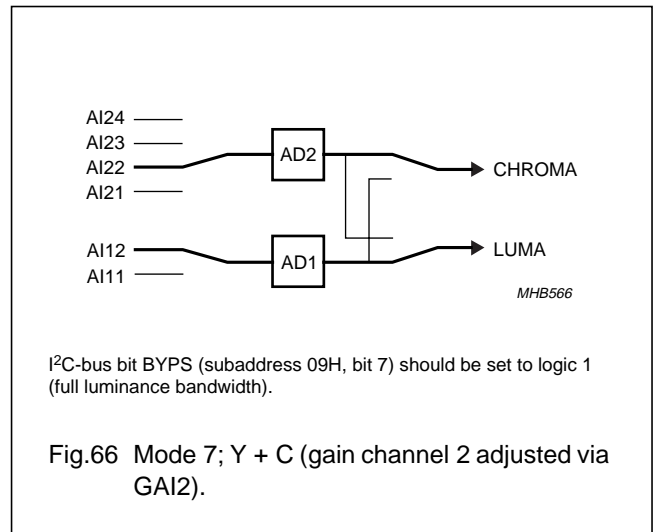 AI24
AI23
AI22
AI21
AD2
CHROMA
AI12
AI11
AD1
LUMA
MHB566
I²C-bus bit BYPS (subaddress 09H, bit 7) should be set to logic 1
(full luminance bandwidth).
Fig.66 Mode 7; Y + C (gain channel 2 adjusted via
GAI2).